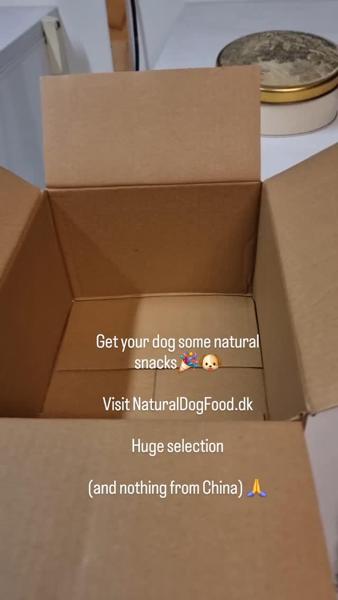 Get your dog some natural
snacks🎉🐶
Visit NaturalDogFood.dk
Huge selection
(and nothing from China) 🙏